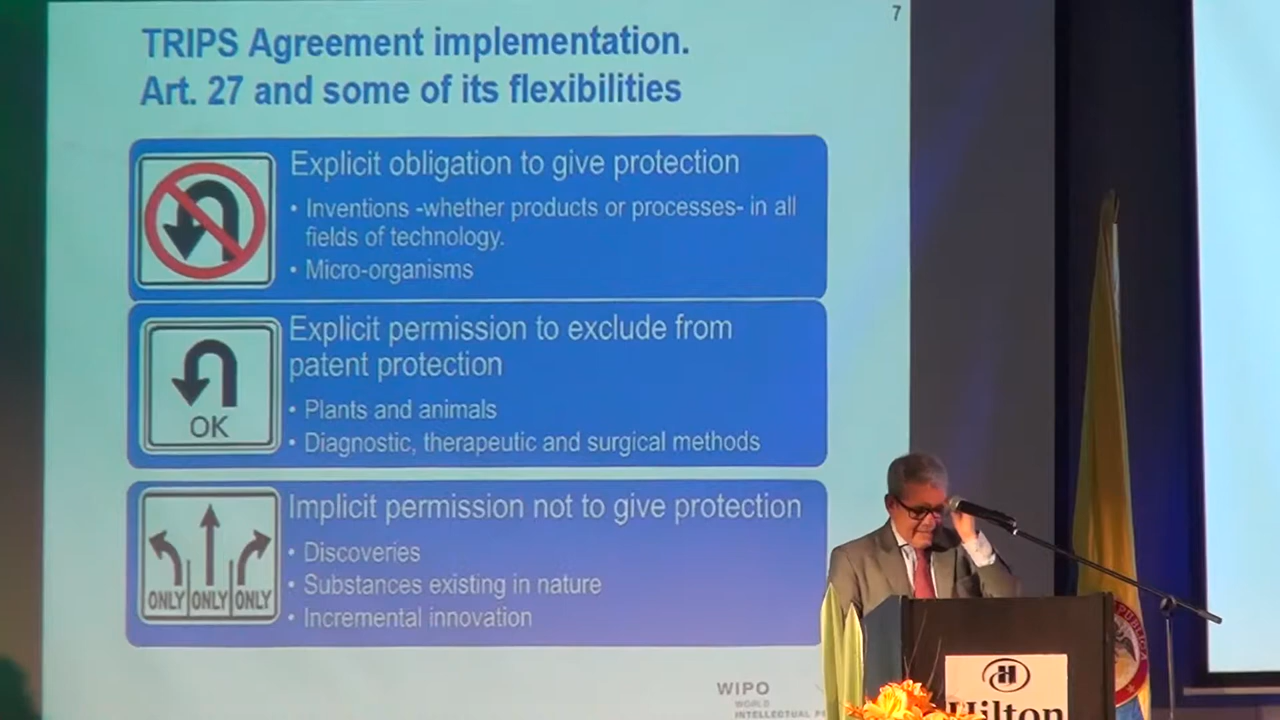 7
TRIPS Agreement implementation.
Art. 27 and some of its flexibilities
Explicit obligation to give protection
• Inventions -whether products or processes- in all
fields of technology.
• Micro-organisms
Explicit permission to exclude from
patent protection
• Plants and animals
• Diagnostic, therapeutic and surgical methods
OK
Implicit permission not to give protection
• Discoveries
• Substances existing in nature
• Incremental innovation
ONLY ONLY ONLY
WIPO
WORLD
INTELLECTUAL
H
Hilton